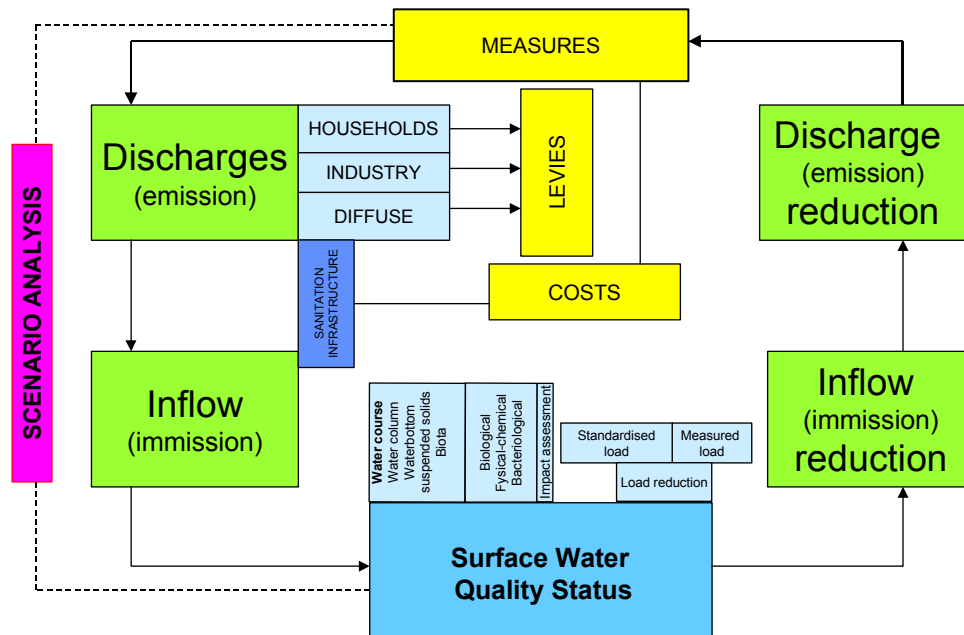 MEASURES
SCENARIO ANALYSIS
Discharges
(emission)
HOUSEHOLDS
INDUSTRY
DIFFUSE
LEVIES
SANITATION
INFRASTRUCTURE
COSTS
Discharge
(emission)
reduction
Inflow
(immission)
Inflow
(immission)
reduction
Water course
Water column
Waterbottom
suspended solids
Biota
Biological
Fysical-chemical
Bacteriological
Impact assessment
Standardised
load
Measured
load
Load reduction
Surface Water
Quality Status